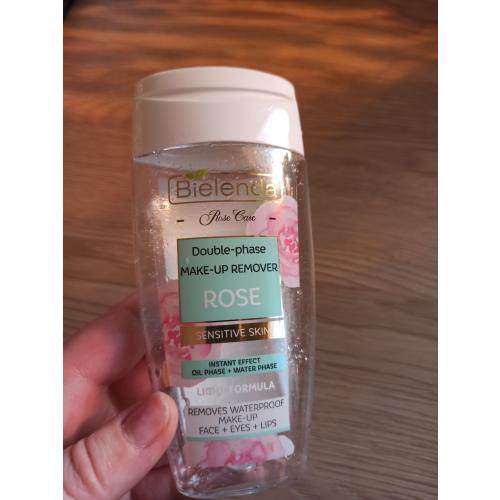 Bielenda
Rose Care
Double-phase
MAKE-UP REMOVER
ROSE
SENSITIVE SKIN
INSTANT EFFECT
OIL PHASE + WATER PHASE
LIGHT FORMULA
REMOVES WATERPROOF
MAKE-UP
FACE + EYES + LIPS